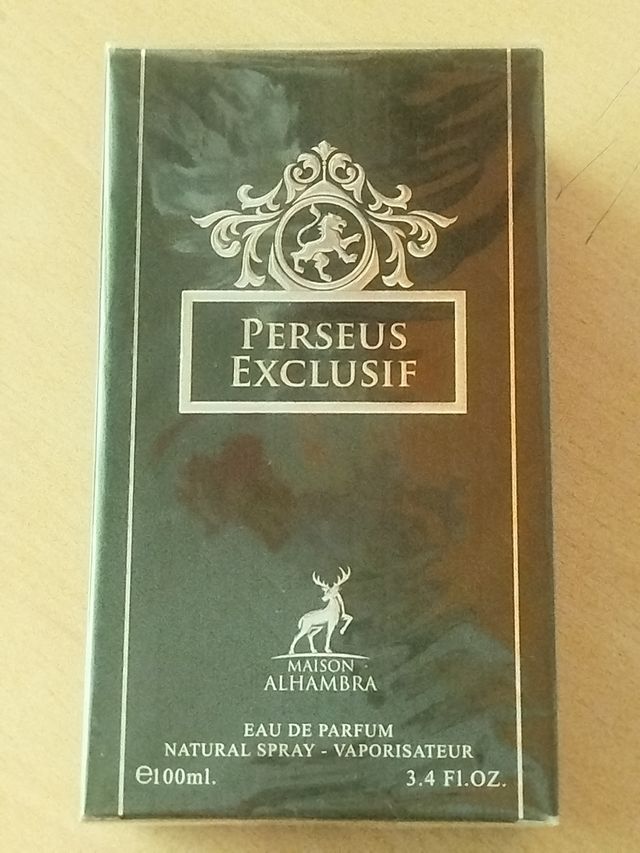 PERSEUS
EXCLUSIF
MAISON
ALHAMBRA
EAU DE PARFUM
NATURAL SPRAY - VAPORISATEUR
℮100ml. 3.4 Fl.OZ.